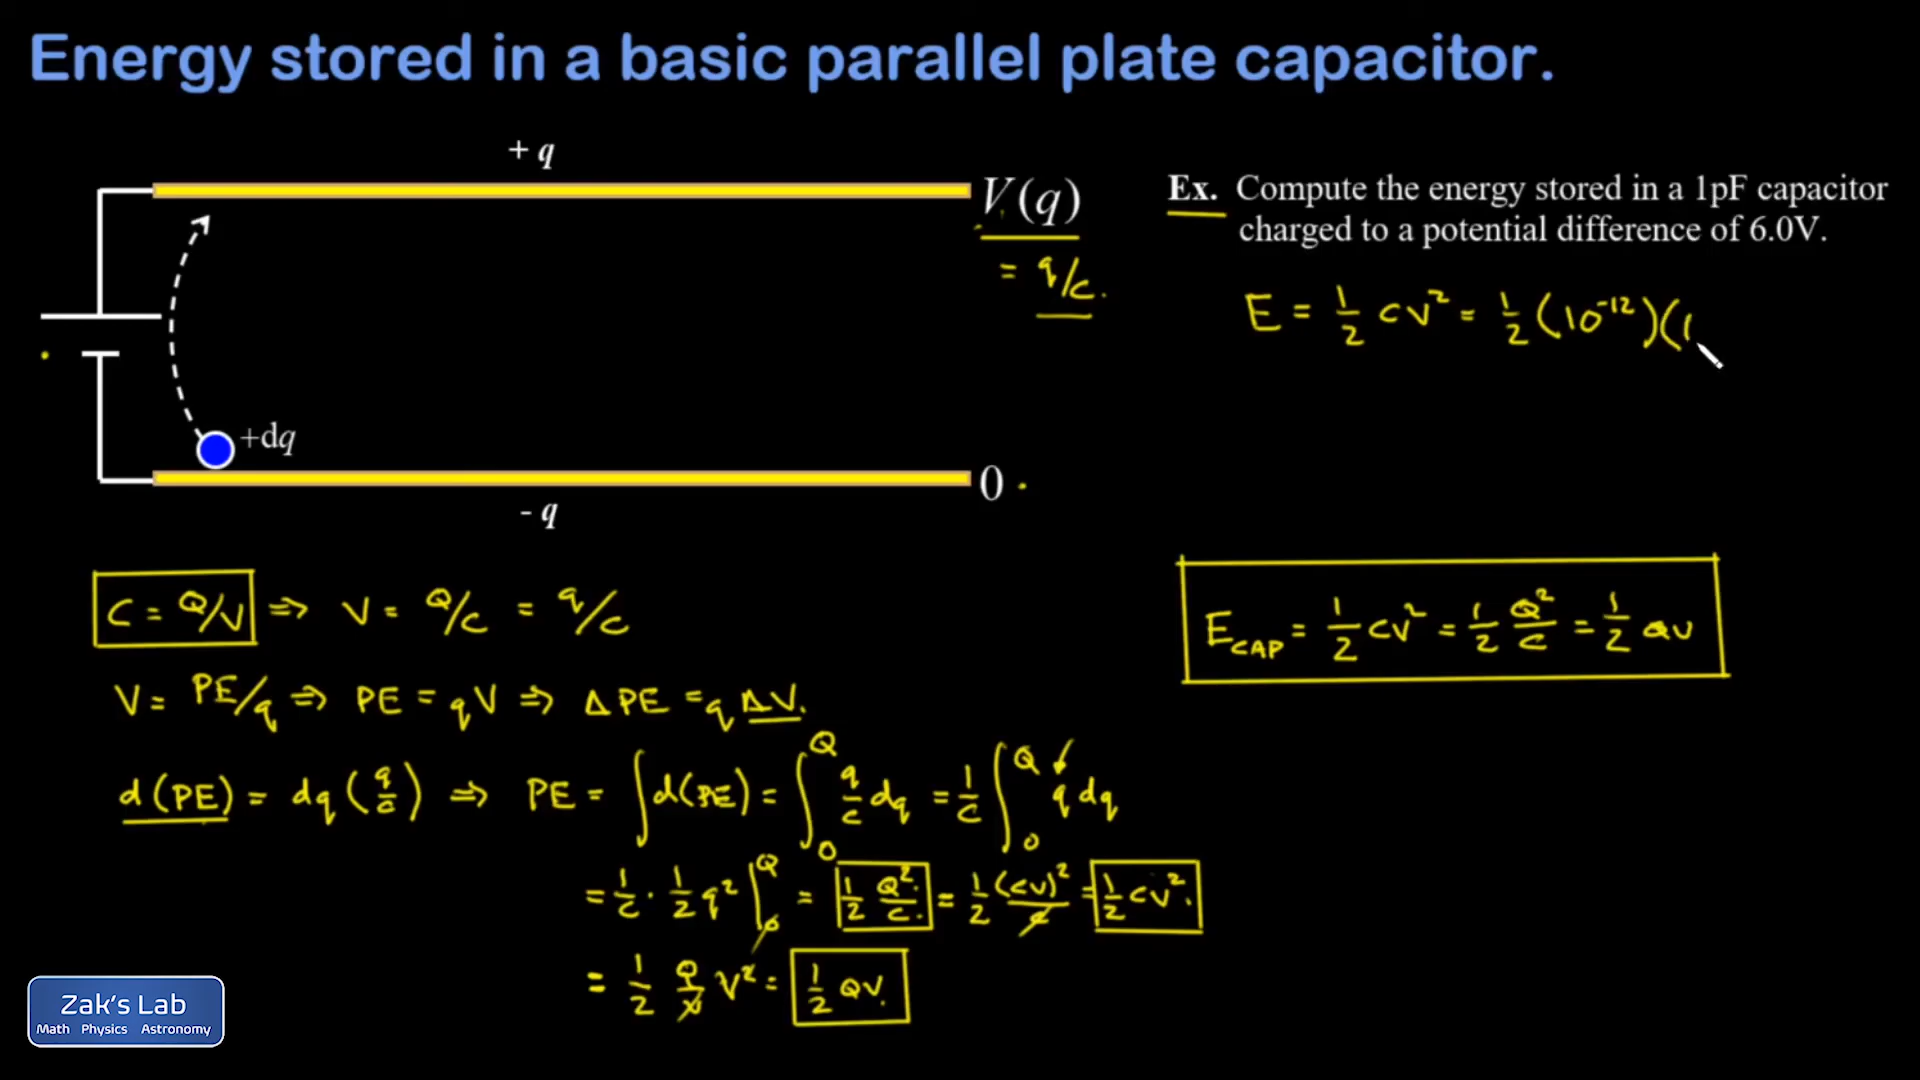 Energy stored in a basic parallel plate capacitor.
+ q
V(q)
= q/c.
+dq
0
- q
Ex. Compute the energy stored in a 1pF capacitor
charged to a potential difference of 6.0V.
E = 1/2 CV² = 1/2 (10⁻¹²)(
E_CAP = 1/2 CV² = 1/2 Q²/C = 1/2 QV
C = Q/V ⇒ V = Q/C = q/C
V = PE/q ⇒ PE = qV ⇒ ΔPE = q ΔV.
d(PE) = dq (q/c) ⇒ PE = ∫d(PE) = ∫₀^Q q/c dq = 1/c ∫₀^Q q dq
= 1/c · 1/2 q² |₀^Q = 1/2 Q²/C. = 1/2 (CV)²/C = 1/2 CV².
= 1/2 Q/V V² = 1/2 QV.
Zak's Lab
Math Physics Astronomy